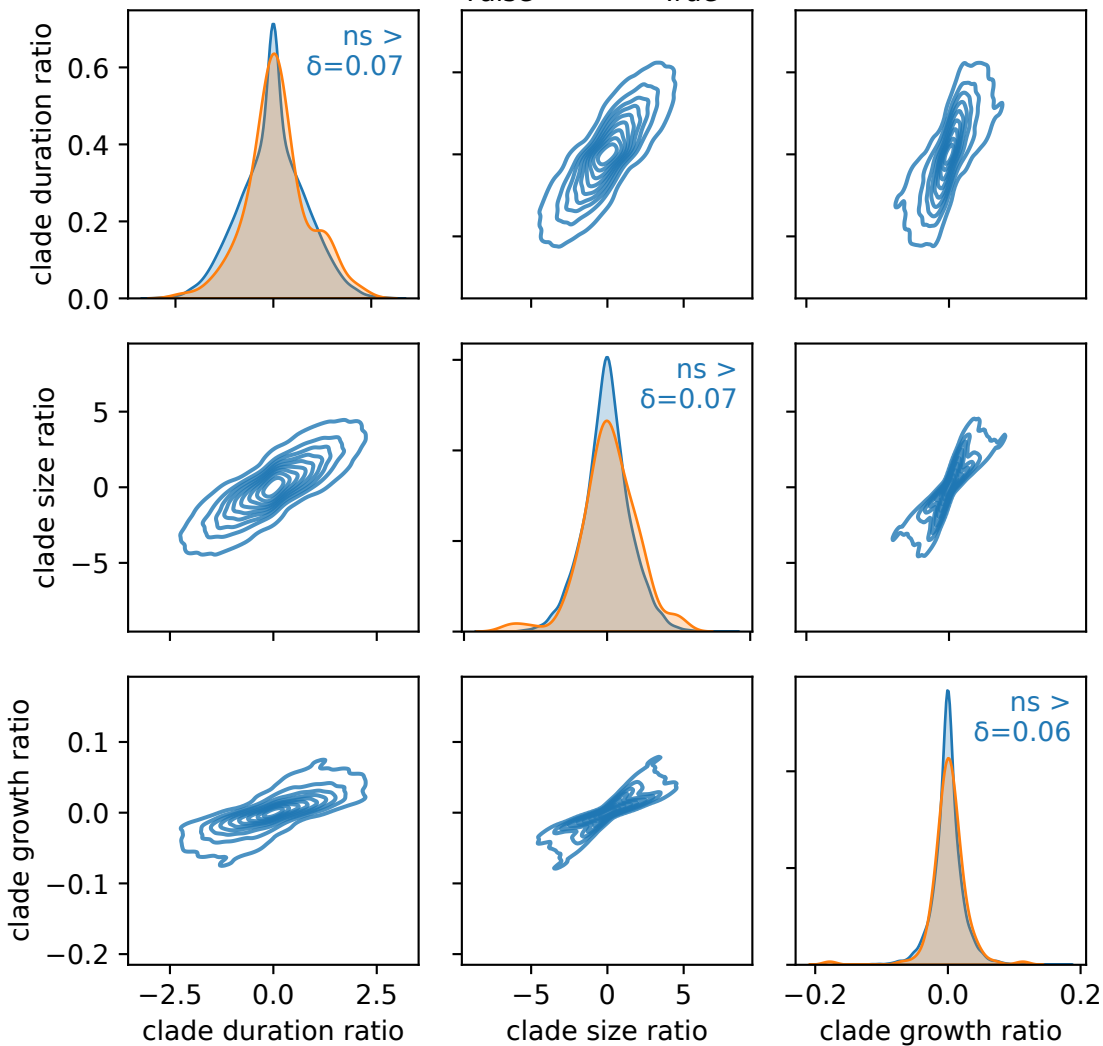 clade duration ratio
0.6
0.4
0.2
0.0
ns >
δ=0.07
clade size ratio
5
0
−5
ns >
δ=0.07
clade growth ratio
0.1
0.0
−0.1
−0.2
ns >
δ=0.06
−2.5 0.0 2.5
−5 0 5
−0.2 0.0 0.2
clade duration ratio
clade size ratio
clade growth ratio